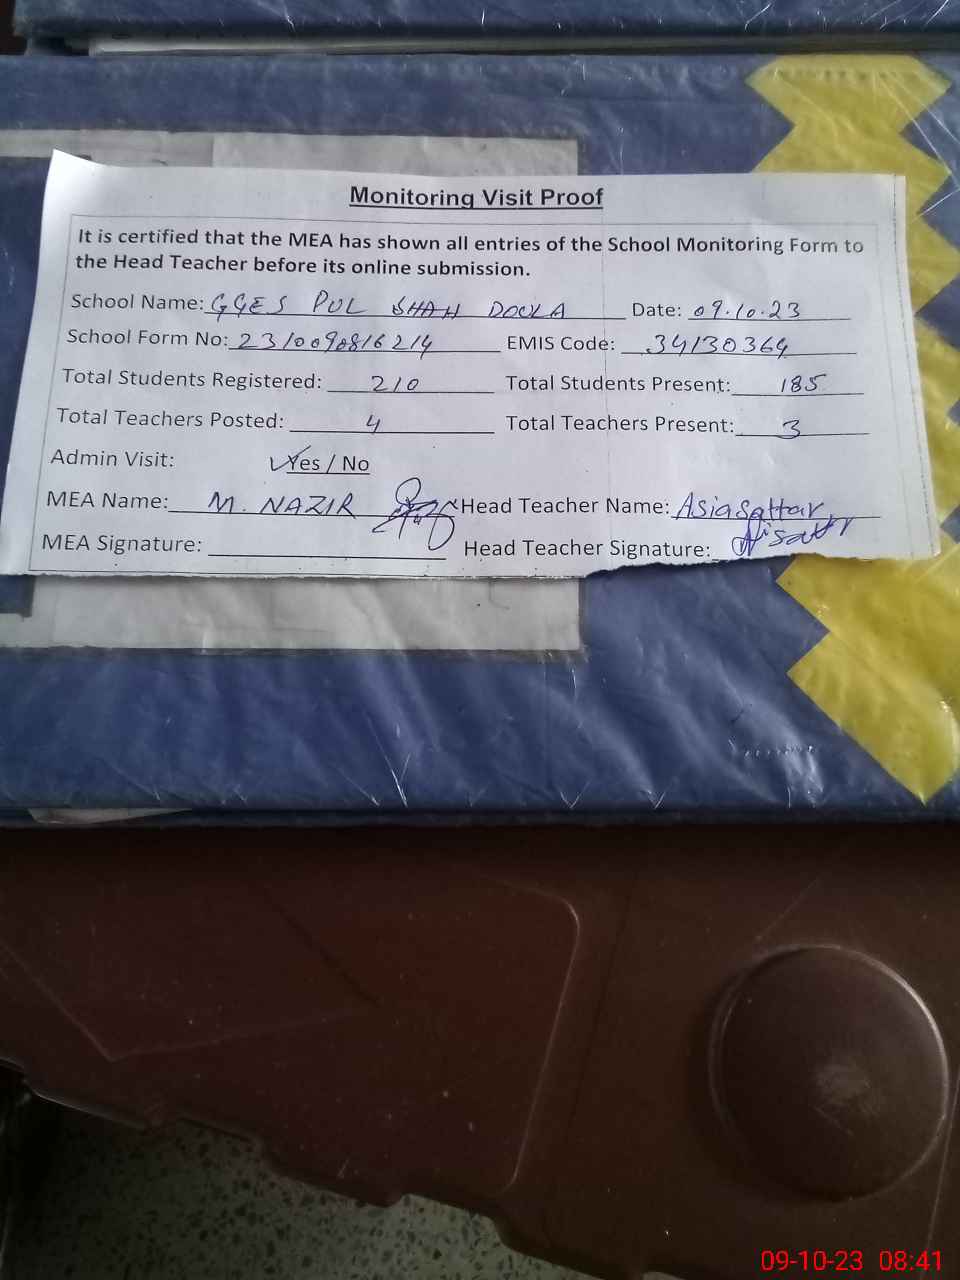 Monitoring Visit Proof
It is certified that the MEA has shown all entries of the School Monitoring Form to
the Head Teacher before its online submission.
School Name: GGES PUL SHAH DOULA Date: 09.10.23
School Form No: 2310090816214 EMIS Code: 34130364
Total Students Registered: 210 Total Students Present: 185
Total Teachers Posted: 4 Total Teachers Present: 3
Admin Visit: Yes / No
MEA Name: M. NAZIR Head Teacher Name: Asia Sattar
MEA Signature: Head Teacher Signature:
09-10-23 08:41